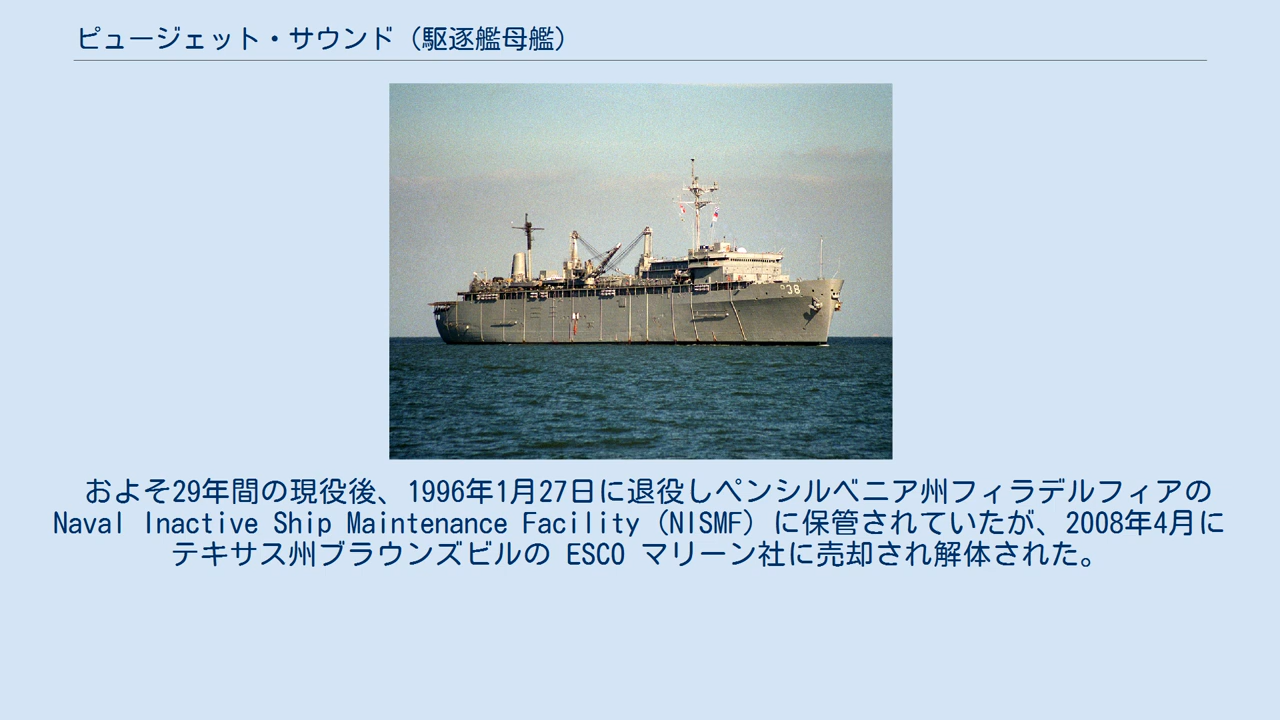 ピュージェット・サウンド（駆逐艦母艦）
38
およそ29年間の現役後、1996年1月27日に退役しペンシルベニア州フィラデルフィアの
Naval Inactive Ship Maintenance Facility（NISMF）に保管されていたが、2008年4月に
テキサス州ブラウンズビルの ESCO マリーン社に売却され解体された。